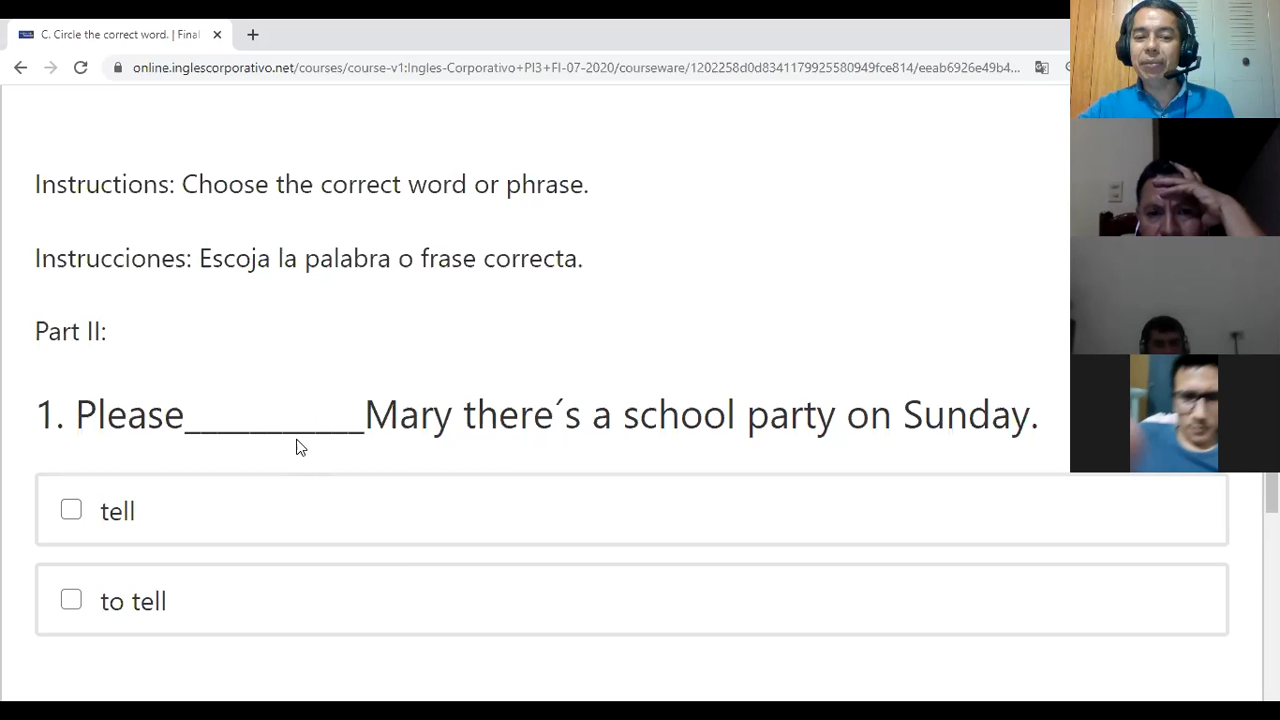 C. Circle the correct word. | Final
online.inglescorporativo.net/courses/course-v1:Ingles-Corporativo+PI3+FI-07-2020/courseware/1202258d0d8341179925580949fce814/eeab6926e49b4...
Instructions: Choose the correct word or phrase.
Instrucciones: Escoja la palabra o frase correcta.
Part II:
1. Please___________Mary there´s a school party on Sunday.
tell
to tell